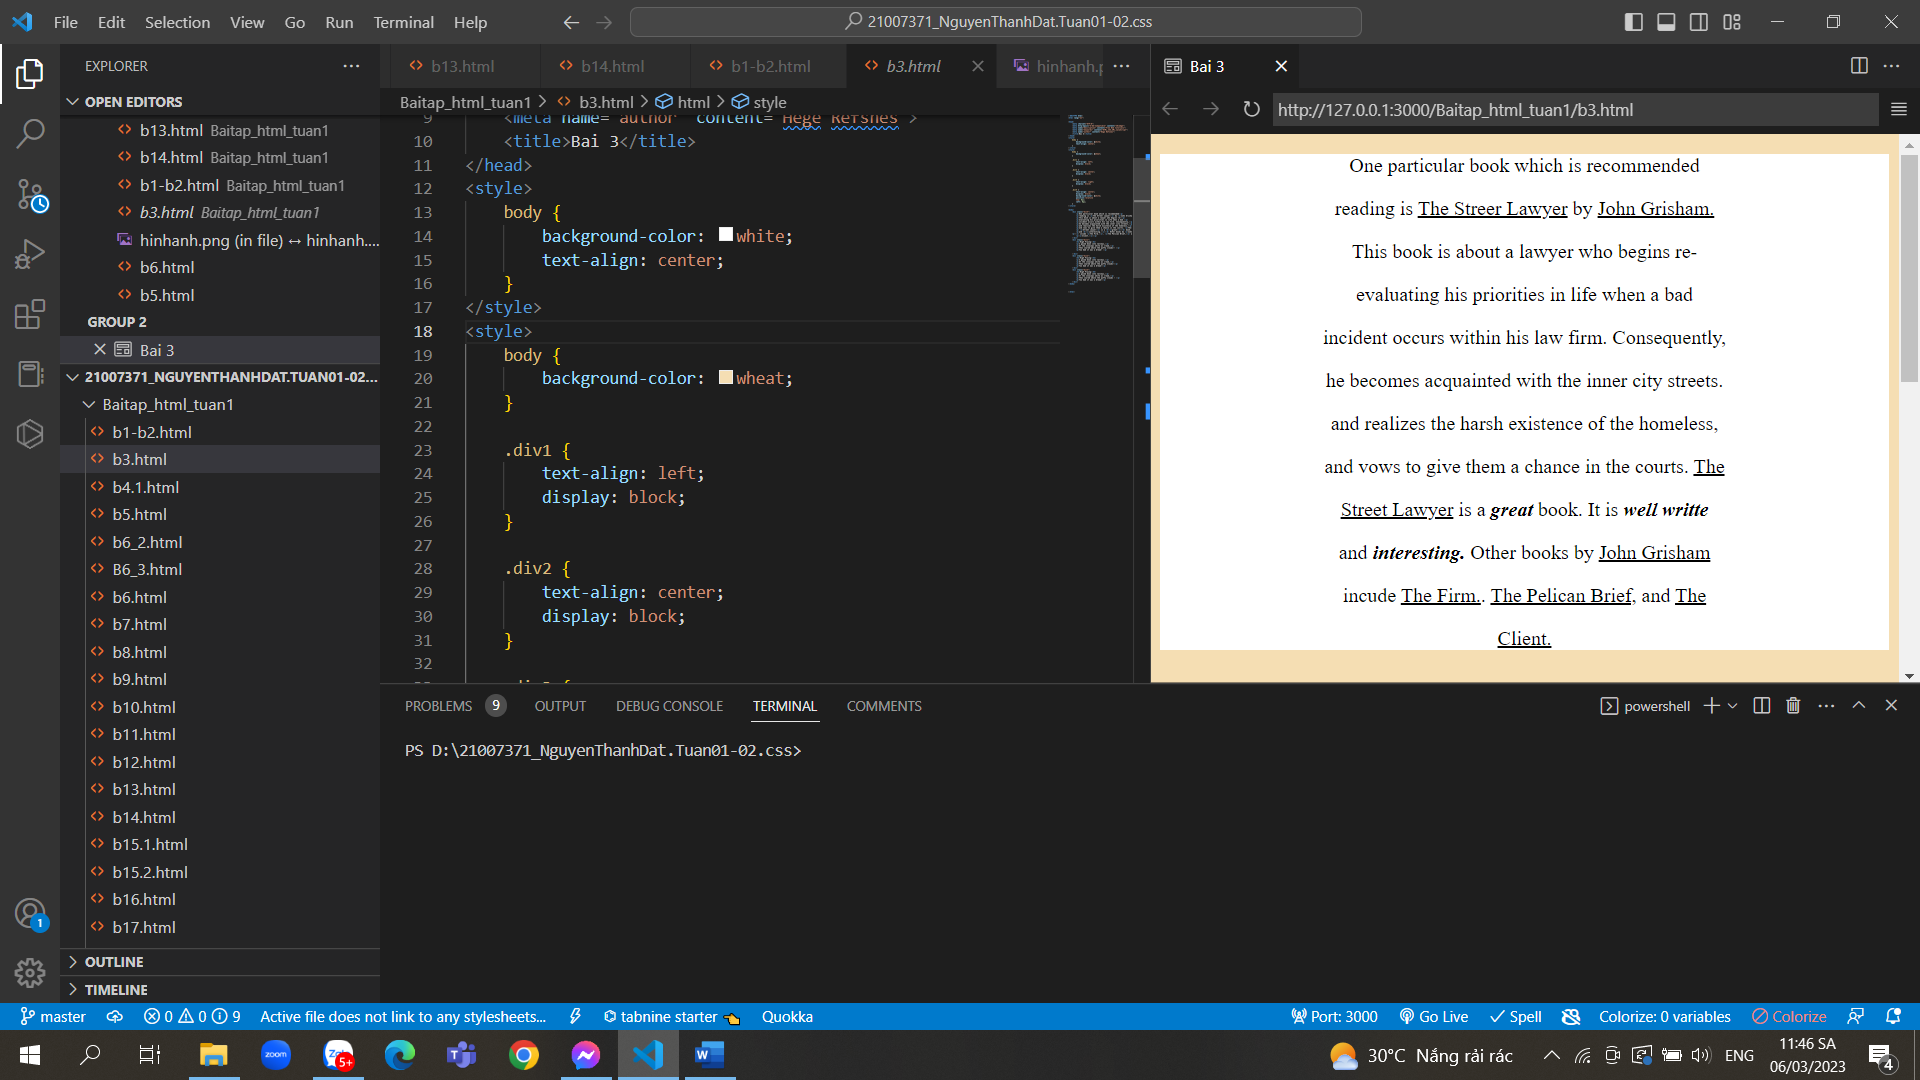 File Edit Selection View Go Run Terminal Help
21007371_NguyenThanhDat.Tuan01-02.css
EXPLORER
OPEN EDITORS
b13.html Baitap_html_tuan1
b14.html Baitap_html_tuan1
b1-b2.html Baitap_html_tuan1
b3.html Baitap_html_tuan1
hinhanh.png (in file) ↔ hinhanh....
b6.html
b5.html
GROUP 2
Bai 3
21007371_NGUYENTHANHDAT.TUAN01-02...
Baitap_html_tuan1
b1-b2.html
b3.html
b4.1.html
b5.html
b6_2.html
B6_3.html
b6.html
b7.html
b8.html
b9.html
b10.html
b11.html
b12.html
b13.html
b14.html
b15.1.html
b15.2.html
b16.html
b17.html
OUTLINE
TIMELINE
b13.html b14.html b1-b2.html b3.html hinhanh.p
Baitap_html_tuan1 > b3.html > html > style
9 <meta name="author" content="Hege Refsnes">
10 <title>Bai 3</title>
11 </head>
12 <style>
13 body {
14 background-color: white;
15 text-align: center;
16 }
17 </style>
18 <style>
19 body {
20 background-color: wheat;
21 }
22
23 .div1 {
24 text-align: left;
25 display: block;
26 }
27
28 .div2 {
29 text-align: center;
30 display: block;
31 }
32
Bai 3
http://127.0.0.1:3000/Baitap_html_tuan1/b3.html
One particular book which is recommended
reading is The Streer Lawyer by John Grisham.
This book is about a lawyer who begins re-
evaluating his priorities in life when a bad
incident occurs within his law firm. Consequently,
he becomes acquainted with the inner city streets.
and realizes the harsh existence of the homeless,
and vows to give them a chance in the courts. The
Street Lawyer is a great book. It is well writte
and interesting. Other books by John Grisham
incude The Firm.. The Pelican Brief, and The
Client.
PROBLEMS 9 OUTPUT DEBUG CONSOLE TERMINAL COMMENTS
powershell
PS D:\21007371_NguyenThanhDat.Tuan01-02.css>
1
master 0 0 9 Active file does not link to any stylesheets... tabnine starter Quokka
Port: 3000 Go Live Spell Colorize: 0 variables Colorize
zoom
Za 5+
30°C Nắng rải rác
ENG
11:46 SA
06/03/2023
4